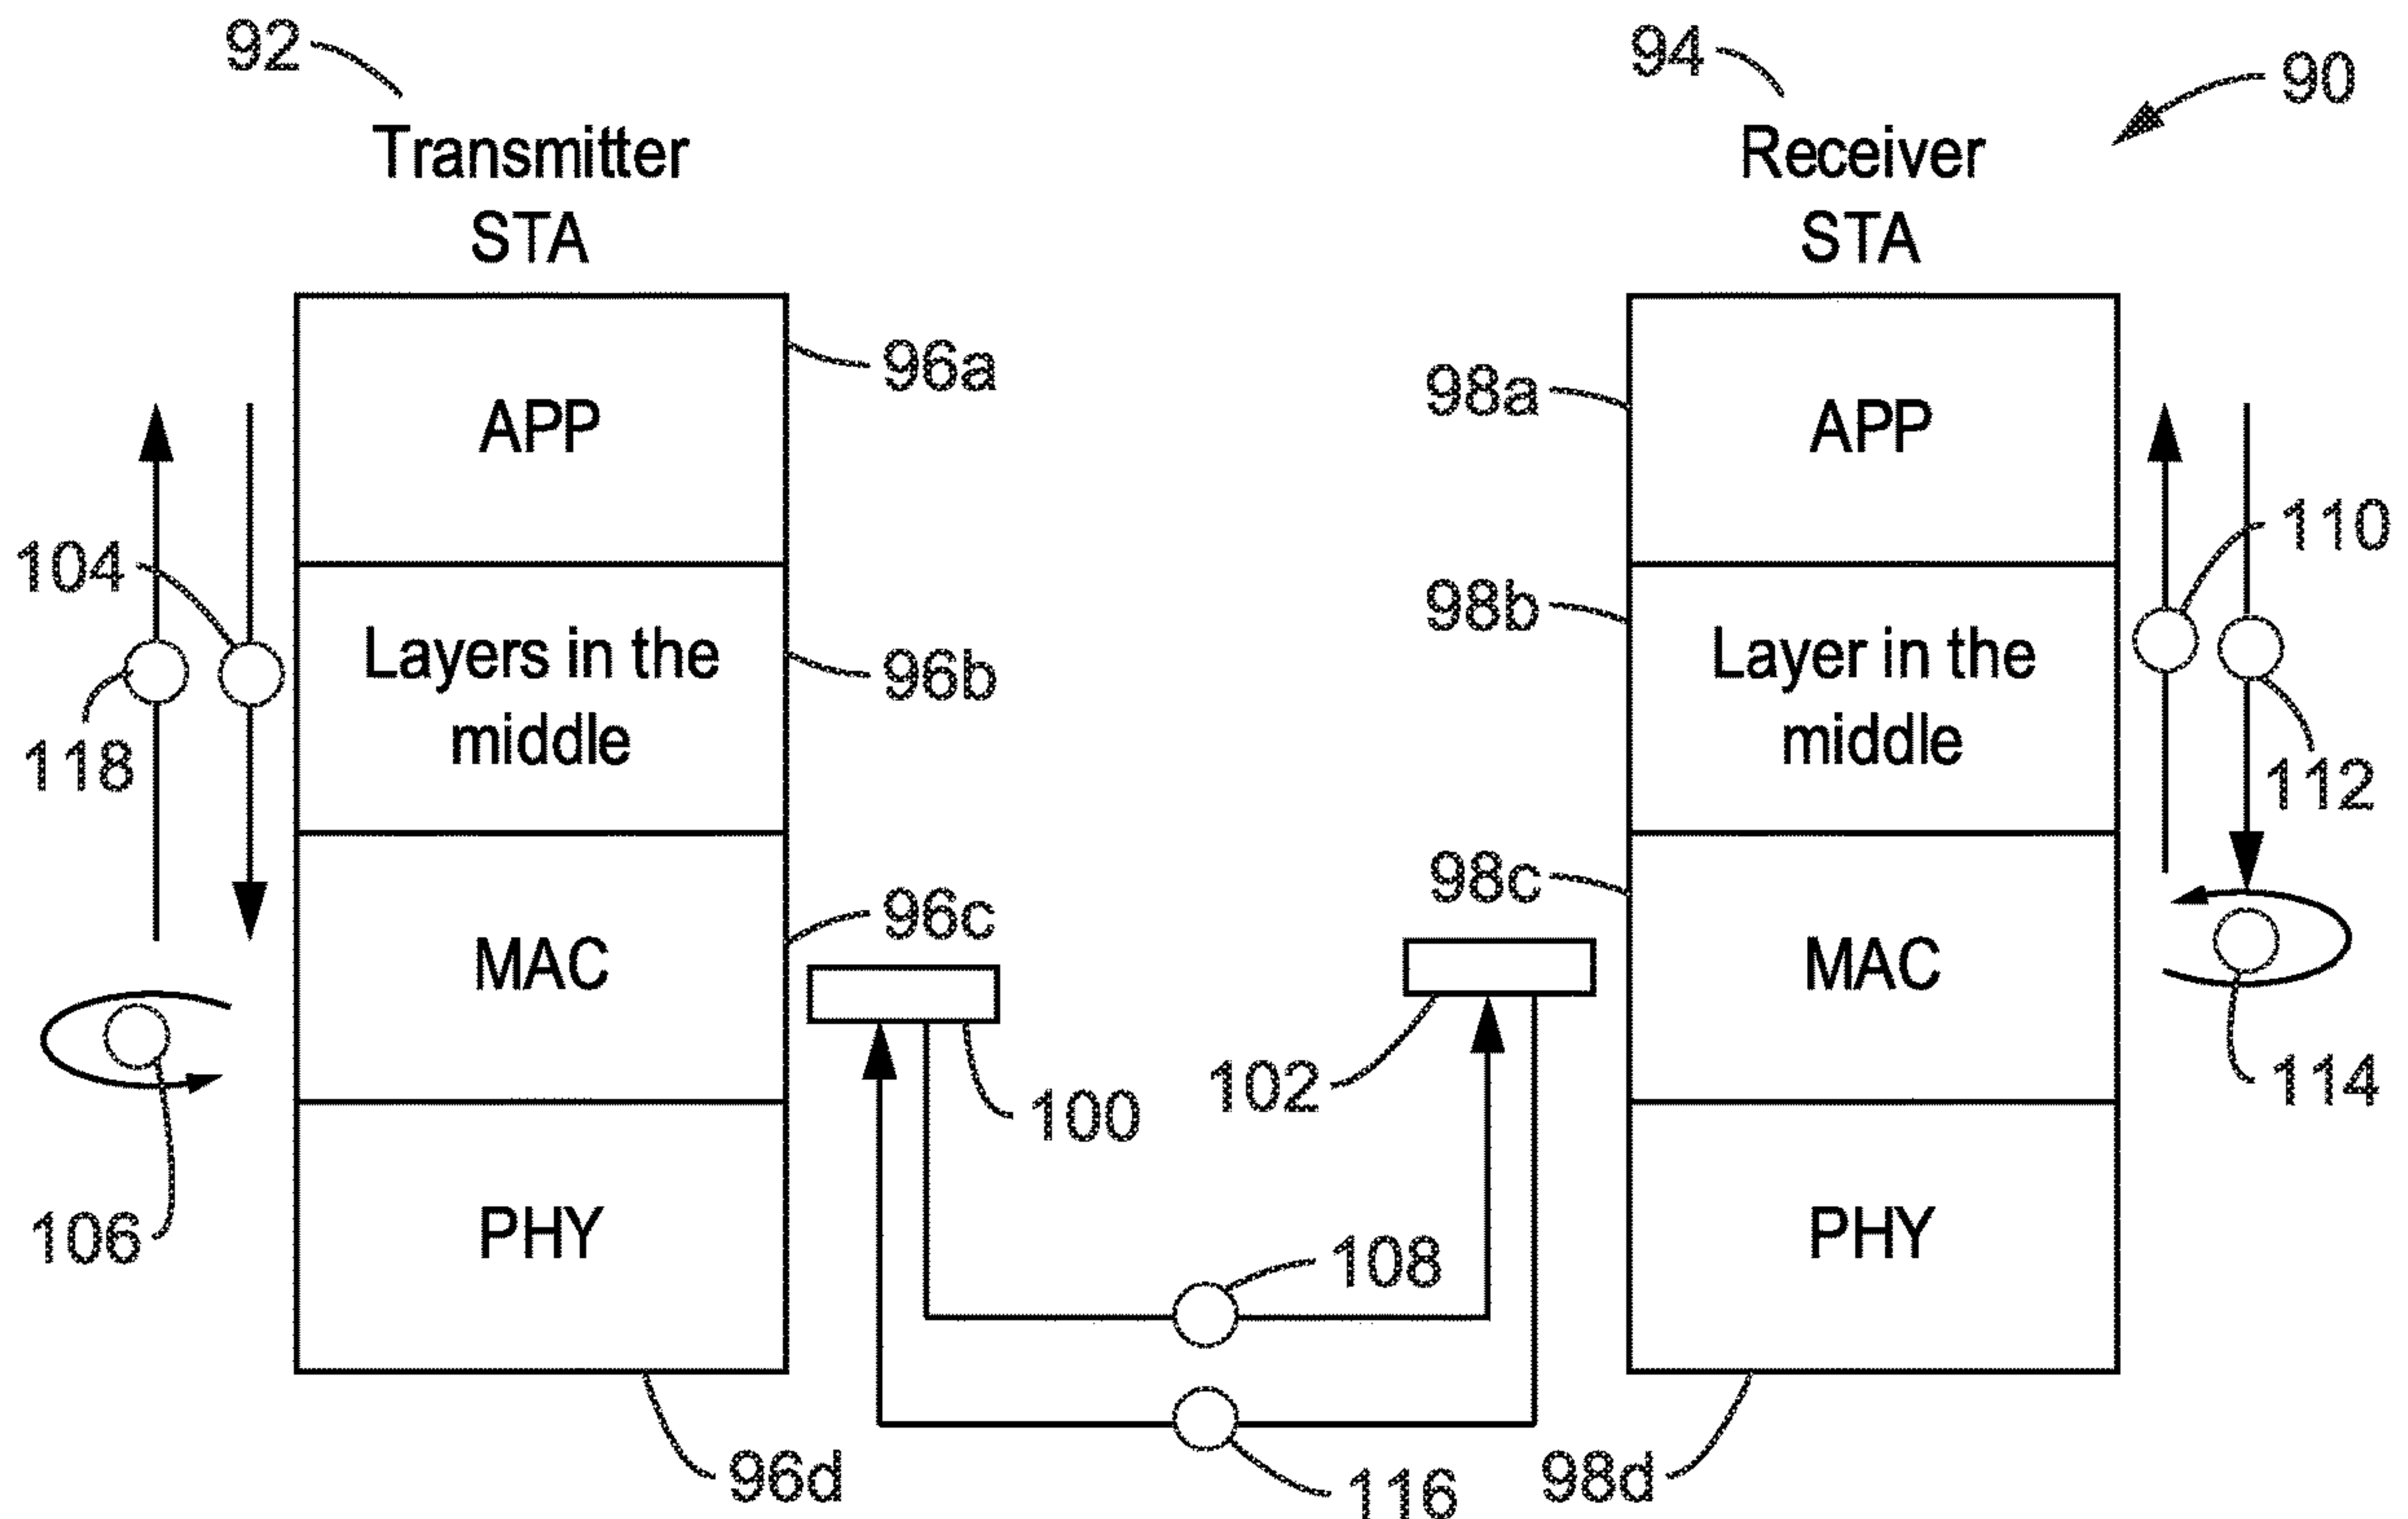 92
94
90
Transmitter
STA
Receiver
STA
96a
98a
APP
APP
104
110
98b
Layers in the
middle
96b
Layer in the
middle
118
112
98c
96c
MAC
MAC
100
102
114
106
PHY
PHY
108
96d
116
98d